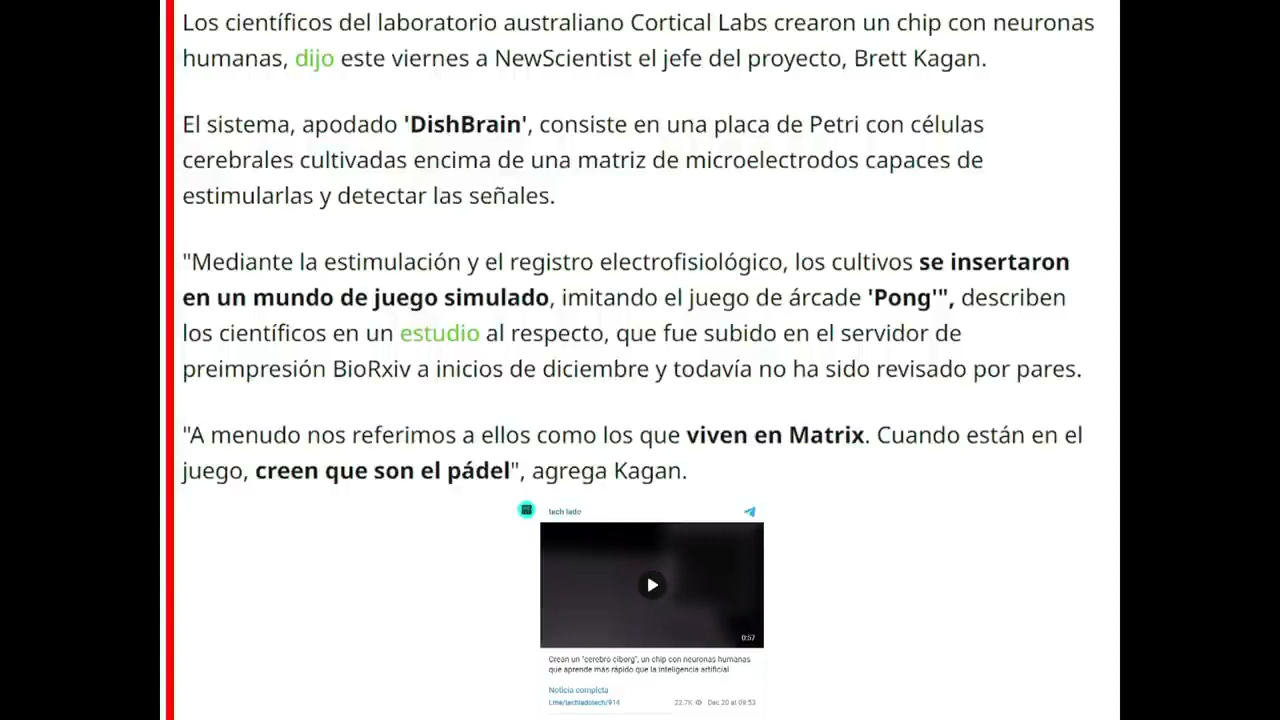 Los científicos del laboratorio australiano Cortical Labs crearon un chip con neuronas
humanas, dijo este viernes a NewScientist el jefe del proyecto, Brett Kagan.
El sistema, apodado 'DishBrain', consiste en una placa de Petri con células
cerebrales cultivadas encima de una matriz de microelectrodos capaces de
estimularlas y detectar las señales.
"Mediante la estimulación y el registro electrofisiológico, los cultivos se insertaron
en un mundo de juego simulado, imitando el juego de árcade 'Pong'", describen
los científicos en un estudio al respecto, que fue subido en el servidor de
preimpresión BioRxiv a inicios de diciembre y todavía no ha sido revisado por pares.
"A menudo nos referimos a ellos como los que viven en Matrix. Cuando están en el
juego, creen que son el pádel", agrega Kagan.
tech lado
0:57
Crean un "cerebro ciborg", un chip con neuronas humanas
que aprende más rápido que la inteligencia artificial
Noticia completa
t.me/techladotech/914
22.7K Dec 20 at 09:53